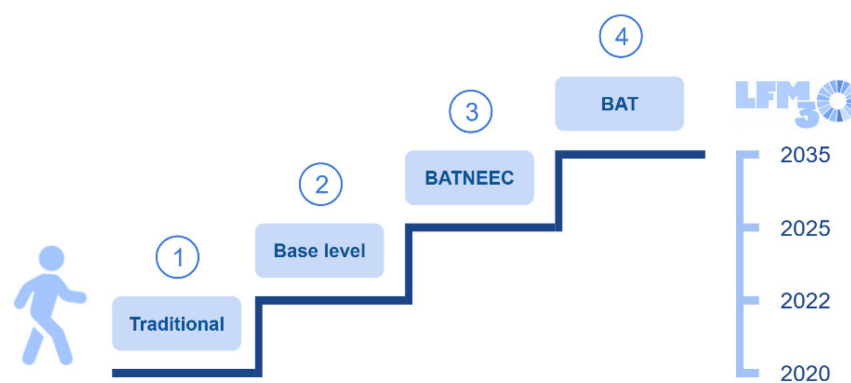 4
BAT
LFM30
3
BATNEEC
2035
2
Base level
2025
1
Traditional
2022
2020